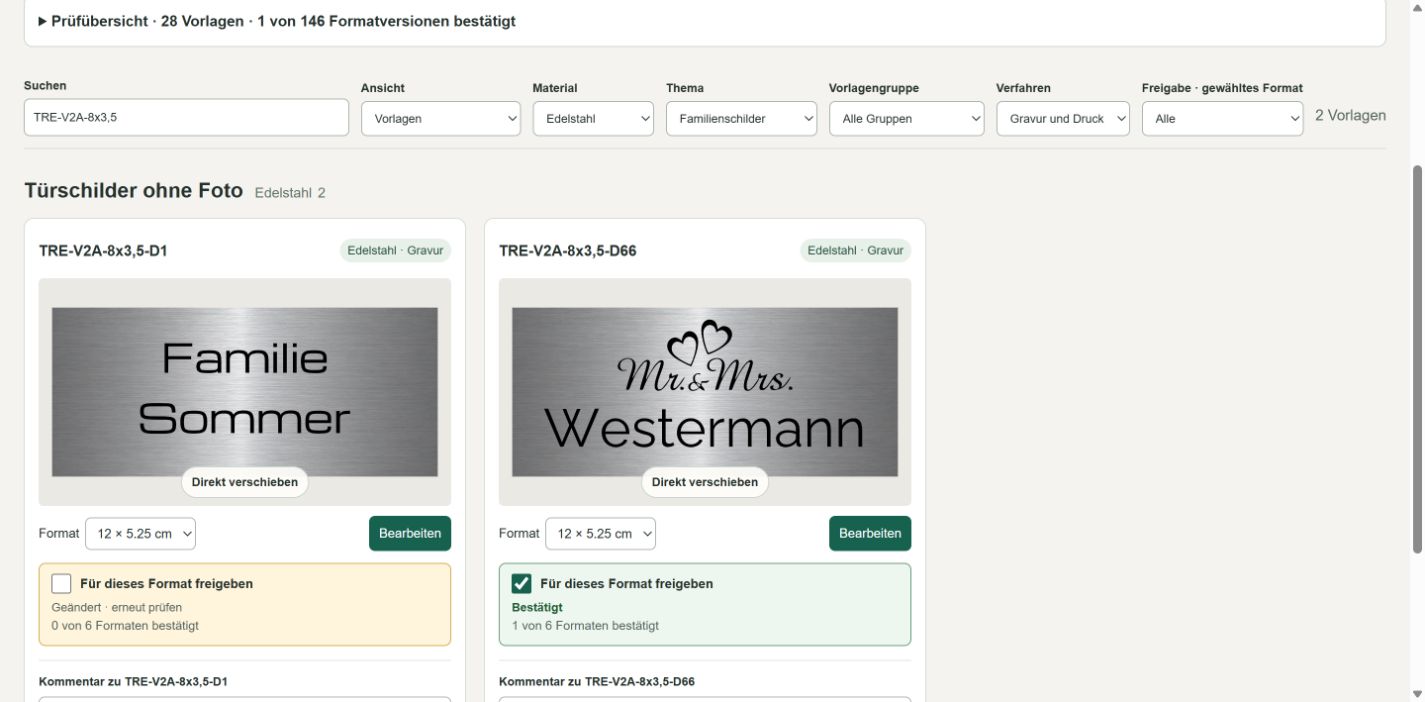 ▶ Prüfübersicht · 28 Vorlagen · 1 von 146 Formatversionen bestätigt
Suchen
TRE-V2A-8x3,5
Ansicht
Vorlagen
Material
Edelstahl
Thema
Familienschilder
Vorlagengruppe
Alle Gruppen
Verfahren
Gravur und Druck
Freigabe · gewähltes Format
Alle
2 Vorlagen
Türschilder ohne Foto Edelstahl 2
TRE-V2A-8x3,5-D1
Edelstahl · Gravur
Familie
Sommer
Direkt verschieben
Format 12 × 5.25 cm
Bearbeiten
Für dieses Format freigeben
Geändert · erneut prüfen
0 von 6 Formaten bestätigt
Kommentar zu TRE-V2A-8x3,5-D1
TRE-V2A-8x3,5-D66
Edelstahl · Gravur
Mr.&Mrs.
Westermann
Direkt verschieben
Format 12 × 5.25 cm
Bearbeiten
Für dieses Format freigeben
Bestätigt
1 von 6 Formaten bestätigt
Kommentar zu TRE-V2A-8x3,5-D66